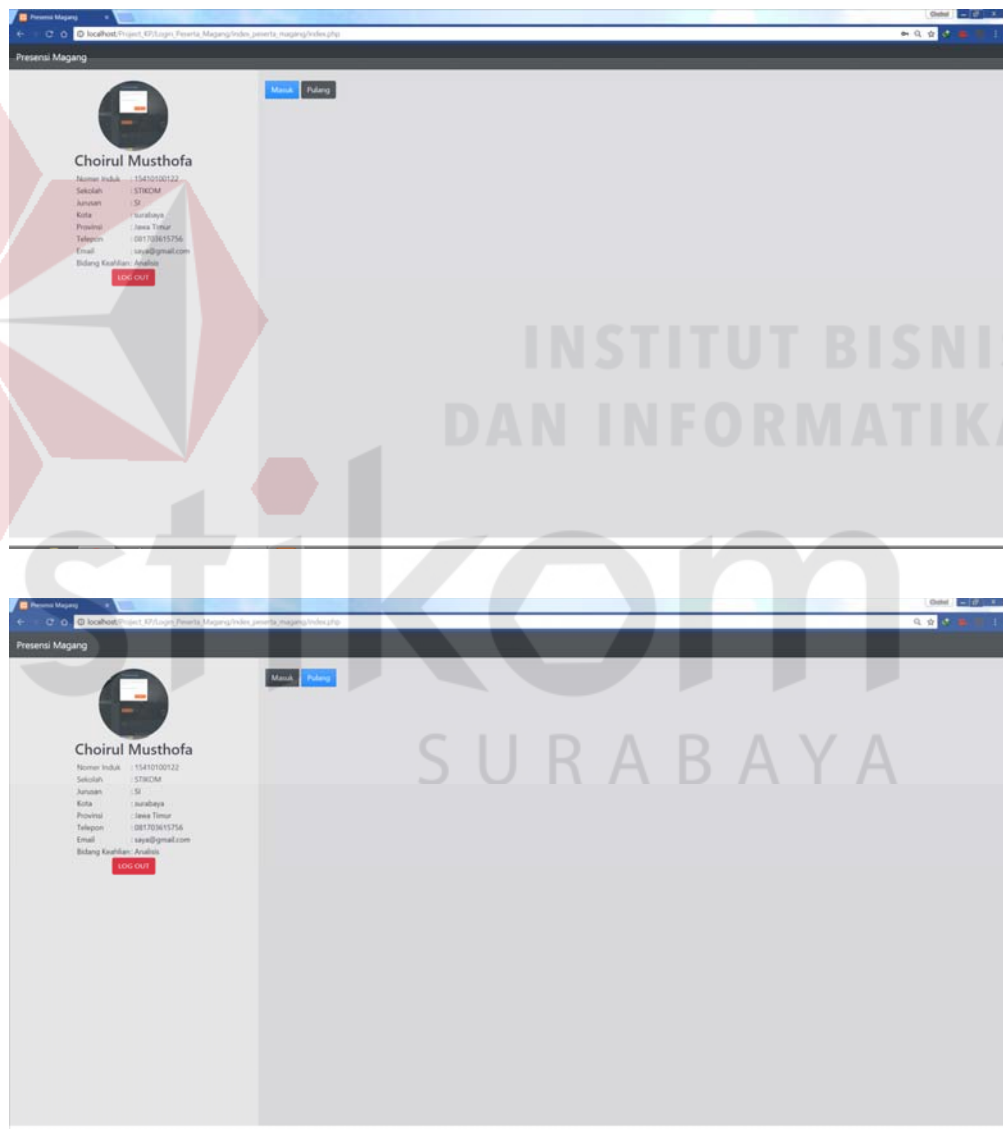 Presensi Magang
localhost/Project_KP/Login_Peserta_Magang/index_peserta_magang/index.php
Presensi Magang
Masuk Pulang
Choirul Musthofa
Nomer Induk : 15410100122
Sekolah : STIKOM
Jurusan : SI
Kota : surabaya
Provinsi : Jawa Timur
Telepon : 081703615756
Email : saya@gmail.com
Bidang Keahlian: Analisis
LOG OUT
INSTITUT BISNI
DAN INFORMATIKA
stikom
SURABAYA
Presensi Magang
localhost/Project_KP/Login_Peserta_Magang/index_peserta_magang/index.php
Presensi Magang
Masuk Pulang
Choirul Musthofa
Nomer Induk : 15410100122
Sekolah : STIKOM
Jurusan : SI
Kota : surabaya
Provinsi : Jawa Timur
Telepon : 081703615756
Email : saya@gmail.com
Bidang Keahlian: Analisis
LOG OUT